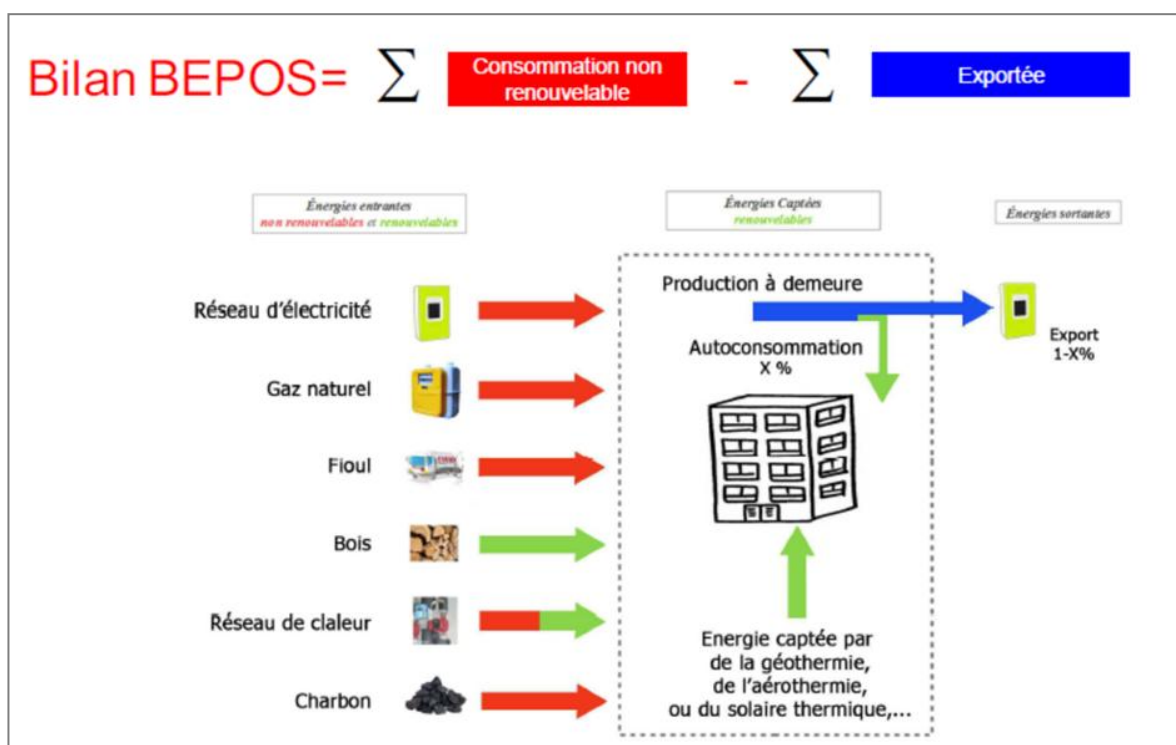 Bilan BEPOS= ∑ Consommation non renouvelable - ∑ Exportée
Énergies entrantes
non renouvelables et renouvelables
Énergies Captées
renouvelables
Énergies sortantes
Réseau d'électricité
Gaz naturel
Fioul
Bois
Réseau de claleur
Charbon
Production à demeure
Autoconsommation
X %
Export
1-X%
Energie captée par
de la géothermie,
de l'aérothermie,
ou du solaire thermique,...